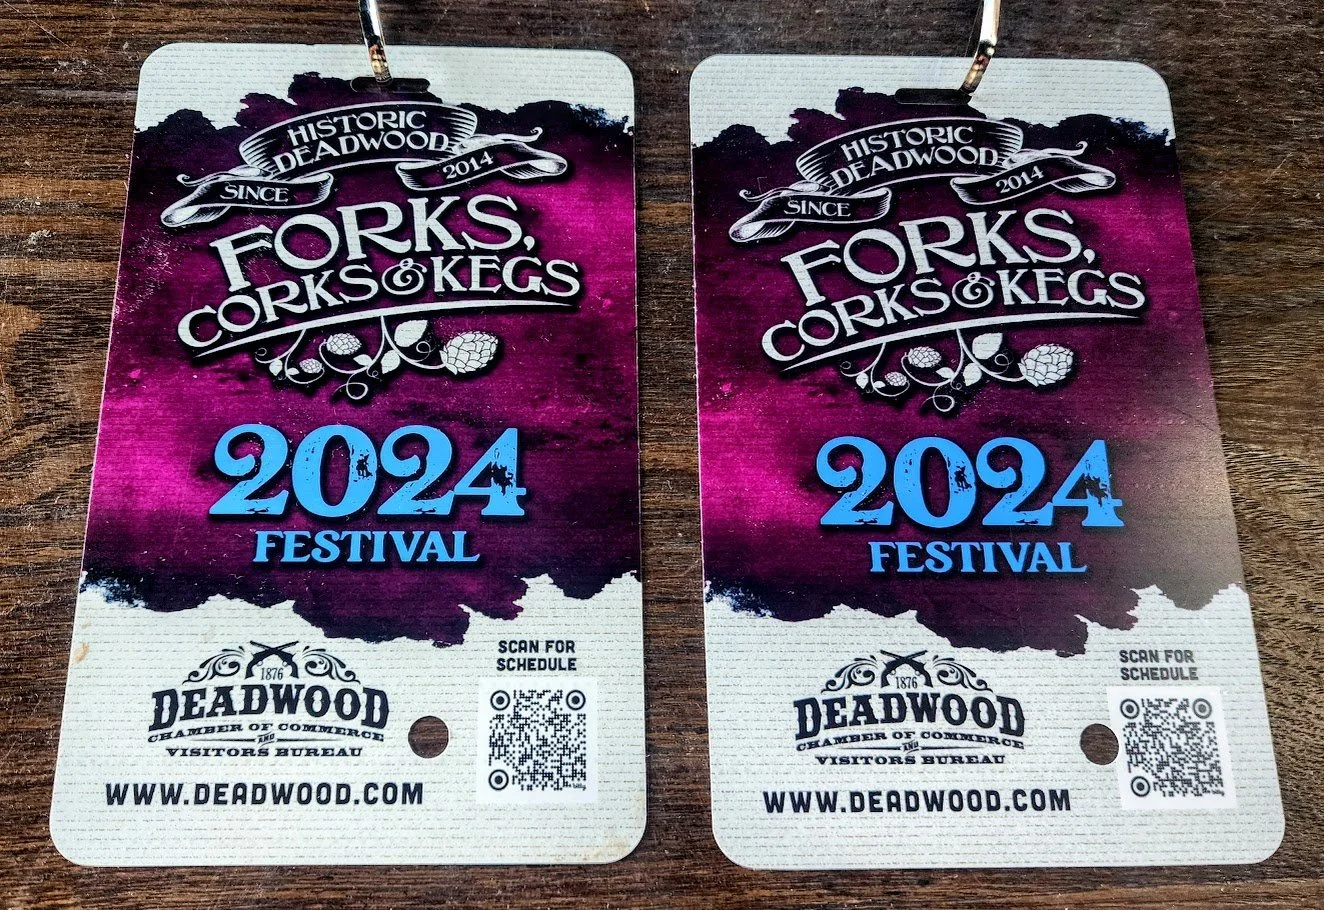 HISTORIC
DEADWOOD
SINCE 2014
FORKS,
CORKS & KEGS
2024
FESTIVAL
1876
DEADWOOD
CHAMBER OF COMMERCE
AND
VISITORS BUREAU
WWW.DEADWOOD.COM
SCAN FOR
SCHEDULE
bitly
HISTORIC
DEADWOOD
SINCE 2014
FORKS,
CORKS & KEGS
2024
FESTIVAL
1876
DEADWOOD
CHAMBER OF COMMERCE
AND
VISITORS BUREAU
WWW.DEADWOOD.COM
SCAN FOR
SCHEDULE
bitly